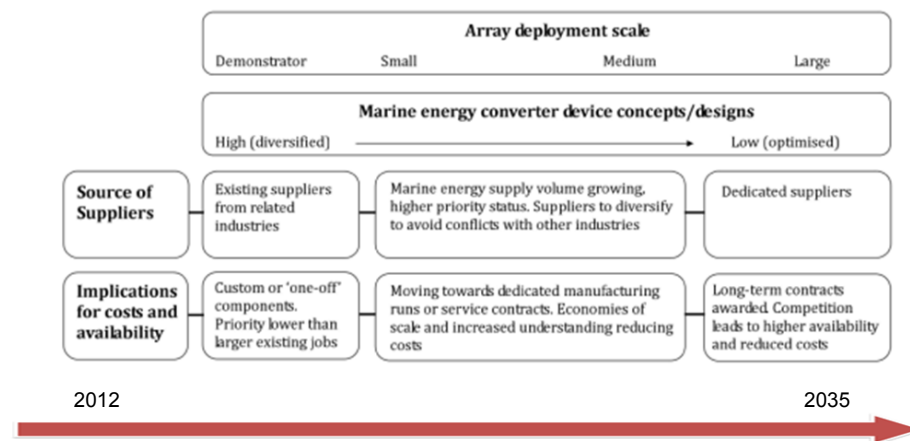 Array deployment scale
Demonstrator Small Medium Large
Marine energy converter device concepts/designs
High (diversified) Low (optimised)
Source of
Suppliers
Existing suppliers
from related
industries
Marine energy supply volume growing,
higher priority status. Suppliers to diversify
to avoid conflicts with other industries
Dedicated suppliers
Implications
for costs and
availability
Custom or 'one-off'
components.
Priority lower than
larger existing jobs
Moving towards dedicated manufacturing
runs or service contracts. Economies of
scale and increased understanding reducing
costs
Long-term contracts
awarded. Competition
leads to higher availability
and reduced costs
2012 2035